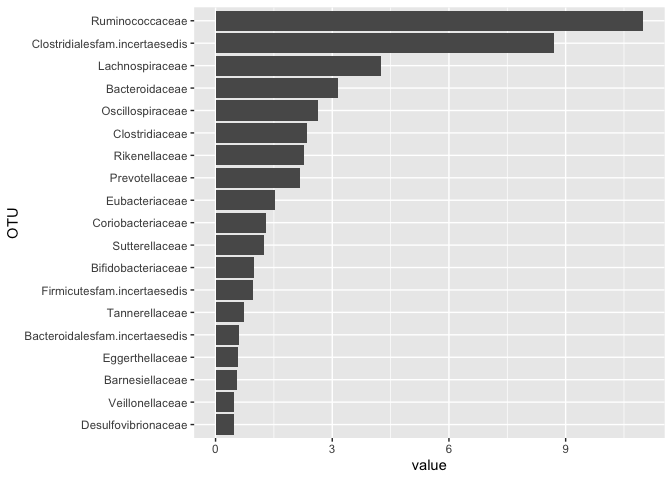 Ruminococcaceae
Clostridialesfam.incertaesedis
Lachnospiraceae
Bacteroidaceae
Oscillospiraceae
Clostridiaceae
Rikenellaceae
Prevotellaceae
Eubacteriaceae
Coriobacteriaceae
Sutterellaceae
Bifidobacteriaceae
Firmicutesfam.incertaesedis
Tannerellaceae
Bacteroidalesfam.incertaesedis
Eggerthellaceae
Barnesiellaceae
Veillonellaceae
Desulfovibrionaceae
OTU
0 3 6 9
value